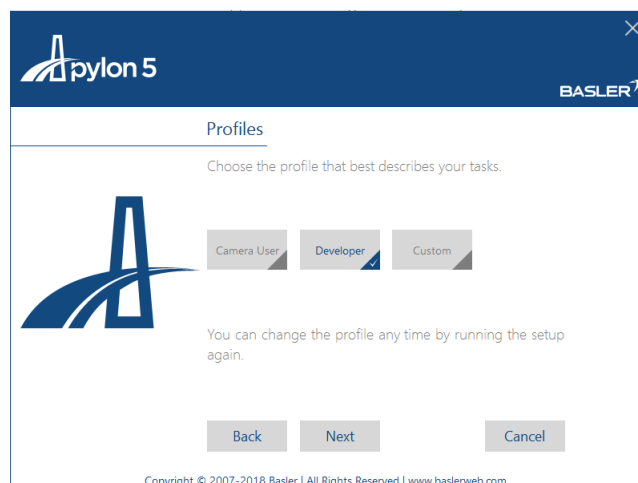 pylon 5
BASLER
Profiles
Choose the profile that best describes your tasks.
Camera User
Developer
Custom
You can change the profile any time by running the setup
again.
Back
Next
Cancel
Copyright © 2007-2018 Basler | All Rights Reserved | www.baslerweb.com